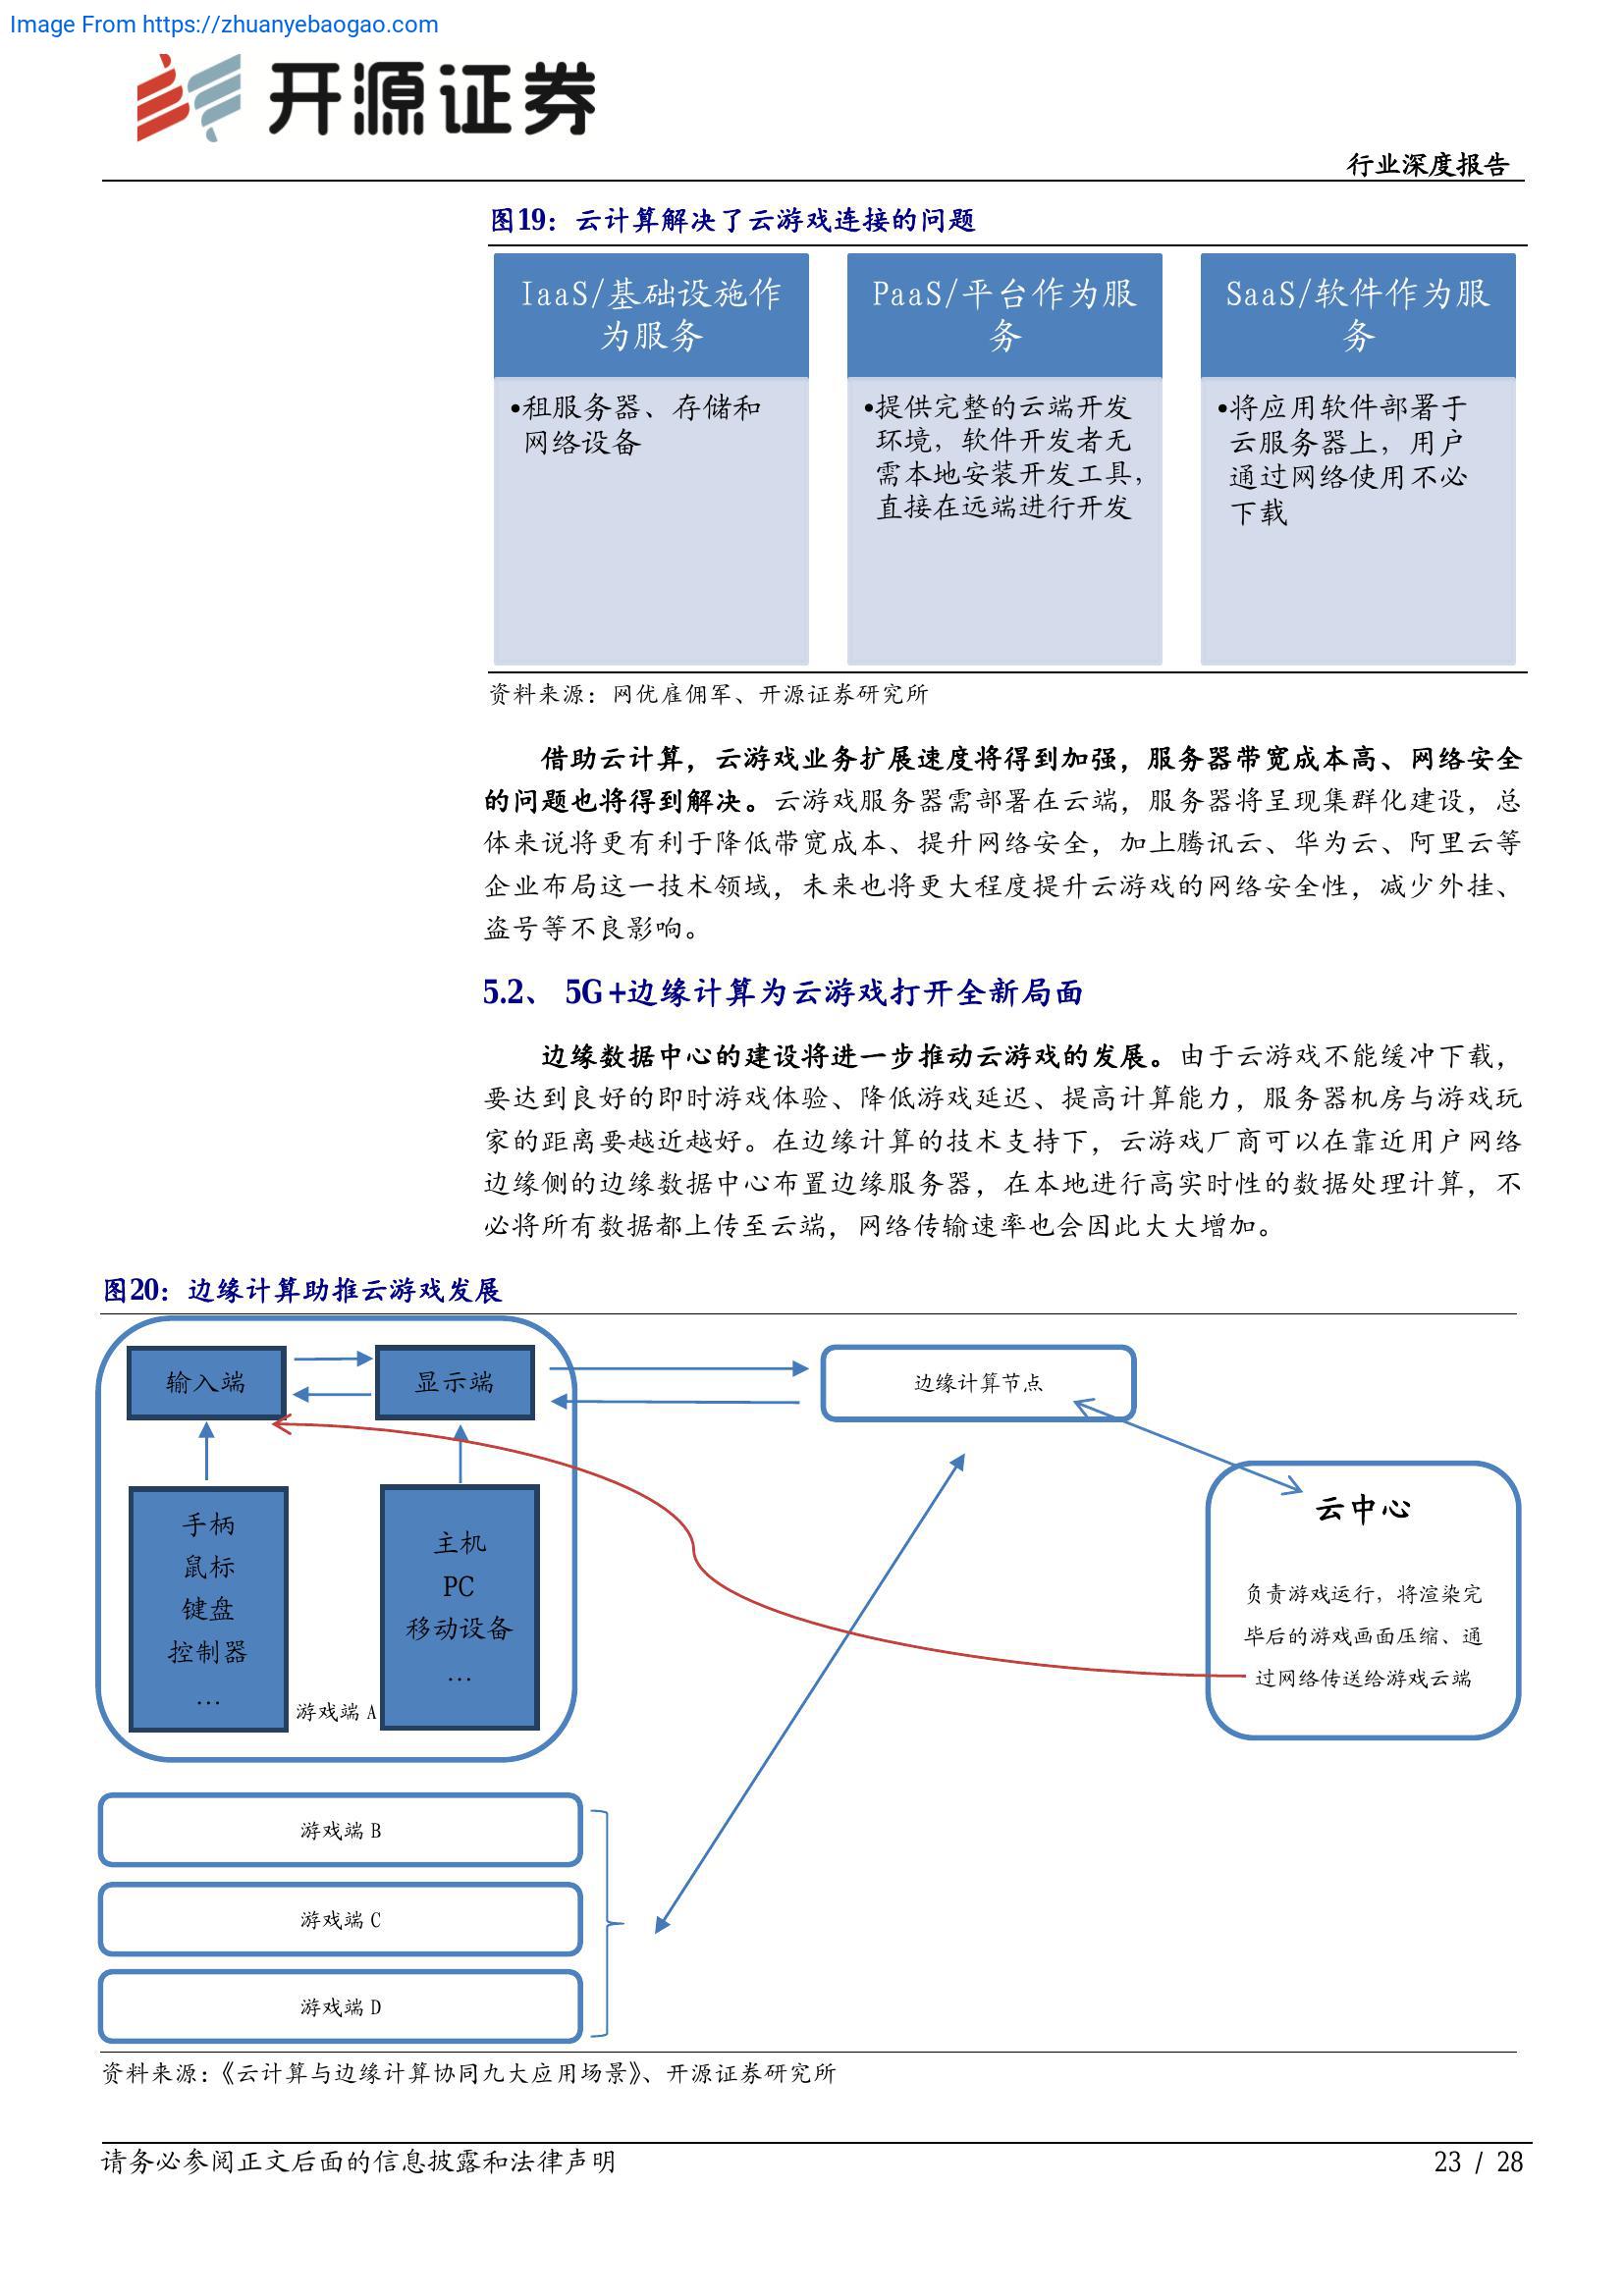 Image From https://zhuanyebaogao.com
开源证券
行业深度报告
图19：云计算解决了云游戏连接的问题
IaaS/基础设施作
为服务
•租服务器、存储和
网络设备
PaaS/平台作为服
务
•提供完整的云端开发
环境，软件开发者无
需本地安装开发工具，
直接在远端进行开发
SaaS/软件作为服
务
•将应用软件部署于
云服务器上，用户
通过网络使用不必
下载
资料来源：网优雇佣军、开源证券研究所
借助云计算，云游戏业务扩展速度将得到加强，服务器带宽成本高、网络安全
的问题也将得到解决。云游戏服务器需部署在云端，服务器将呈现集群化建设，总
体来说将更有利于降低带宽成本、提升网络安全，加上腾讯云、华为云、阿里云等
企业布局这一技术领域，未来也将更大程度提升云游戏的网络安全性，减少外挂、
盗号等不良影响。
5.2、 5G+边缘计算为云游戏打开全新局面
边缘数据中心的建设将进一步推动云游戏的发展。由于云游戏不能缓冲下载，
要达到良好的即时游戏体验、降低游戏延迟、提高计算能力，服务器机房与游戏玩
家的距离要越近越好。在边缘计算的技术支持下，云游戏厂商可以在靠近用户网络
边缘侧的边缘数据中心布置边缘服务器，在本地进行高实时性的数据处理计算，不
必将所有数据都上传至云端，网络传输速率也会因此大大增加。
图20：边缘计算助推云游戏发展
输入端
显示端
边缘计算节点
手柄
鼠标
键盘
控制器
…
主机
PC
移动设备
…
游戏端 A
云中心
负责游戏运行，将渲染完
毕后的游戏画面压缩、通
过网络传送给游戏云端
游戏端 B
游戏端 C
游戏端 D
资料来源：《云计算与边缘计算协同九大应用场景》、开源证券研究所
请务必参阅正文后面的信息披露和法律声明
23 / 28